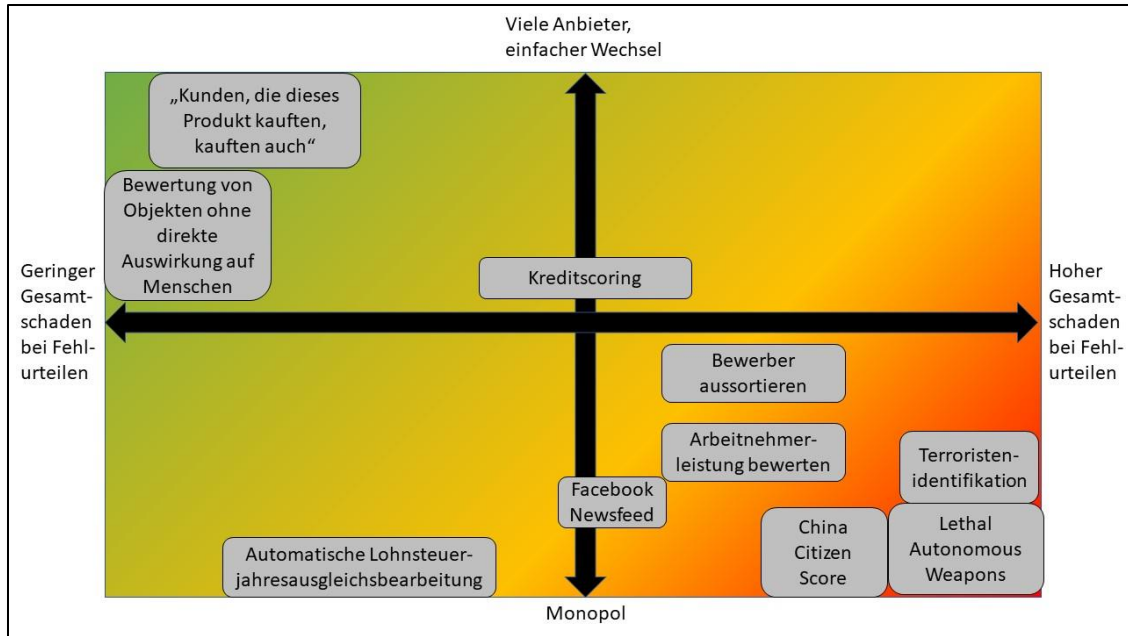 Viele Anbieter,
einfacher Wechsel
„Kunden, die dieses
Produkt kauften,
kauften auch“
Bewertung von
Objekten ohne
direkte
Auswirkung auf
Menschen
Geringer
Gesamt-
schaden
bei Fehl-
urteilen
Kreditscoring
Hoher
Gesamt-
schaden
bei Fehl-
urteilen
Bewerber
aussortieren
Arbeitnehmer-
leistung bewerten
Terroristen-
identifikation
Facebook
Newsfeed
China
Citizen
Score
Lethal
Autonomous
Weapons
Automatische Lohnsteuer-
jahresausgleichsbearbeitung
Monopol